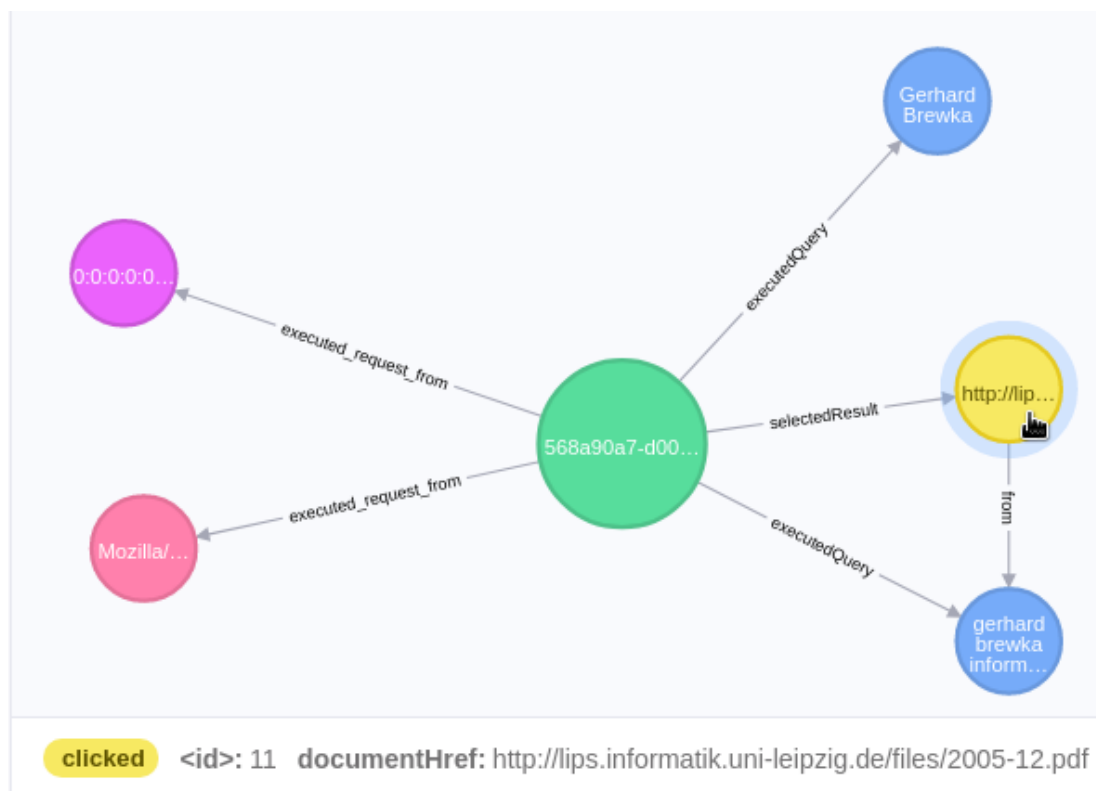 Gerhard
Brewka
executedQuery
0:0:0:0:0…
executed_request_from
http://lip…
selectedResult
568a90a7-d00…
executed_request_from
from
executedQuery
Mozilla/…
gerhard
brewka
inform…
clicked <id>: 11 documentHref: http://lips.informatik.uni-leipzig.de/files/2005-12.pdf